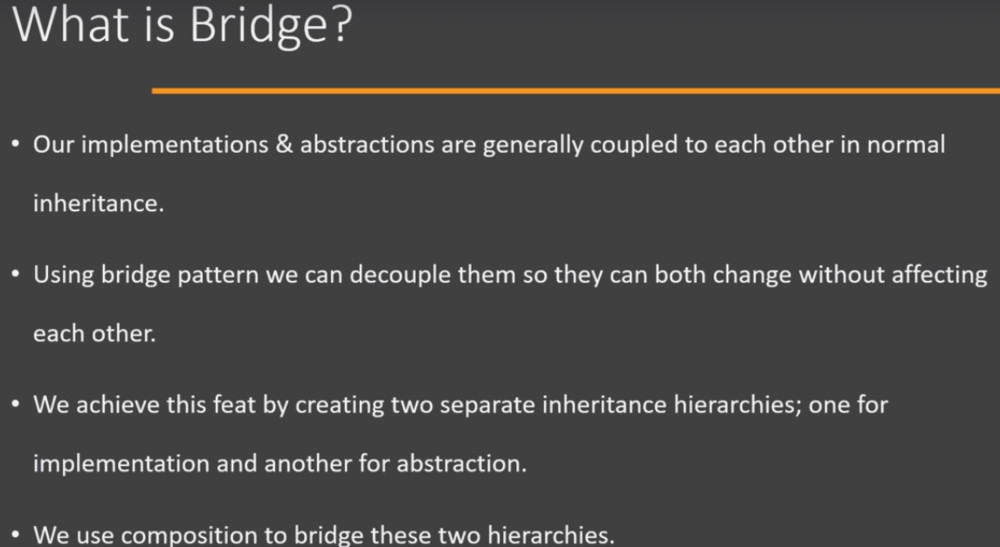 What is Bridge?
• Our implementations & abstractions are generally coupled to each other in normal
inheritance.
• Using bridge pattern we can decouple them so they can both change without affecting
each other.
• We achieve this feat by creating two separate inheritance hierarchies; one for
implementation and another for abstraction.
• We use composition to bridge these two hierarchies.